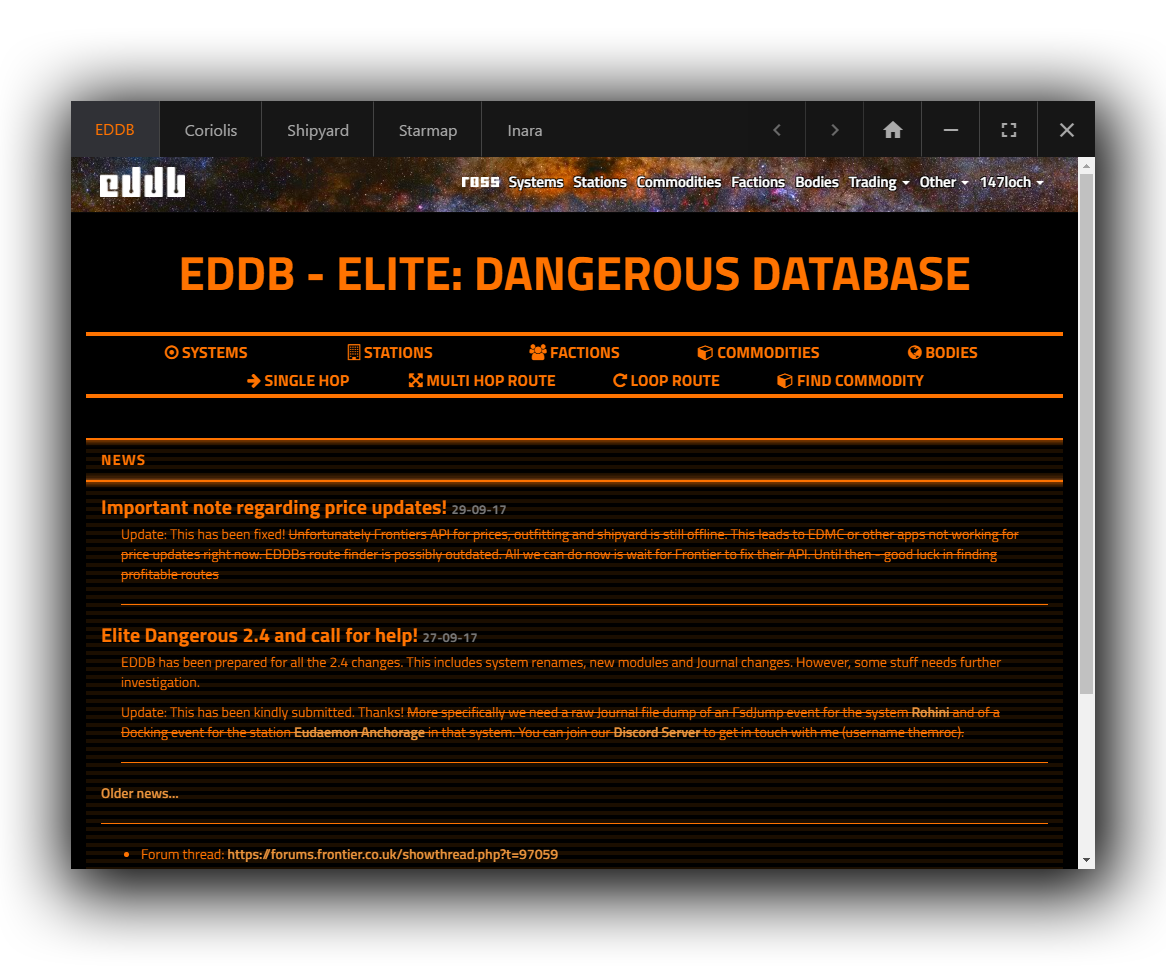 EDDB Coriolis Shipyard Starmap Inara
eddb ross Systems Stations Commodities Factions Bodies Trading Other 147loch
EDDB - ELITE: DANGEROUS DATABASE
SYSTEMS STATIONS FACTIONS COMMODITIES BODIES
SINGLE HOP MULTI HOP ROUTE LOOP ROUTE FIND COMMODITY
NEWS
Important note regarding price updates! 29-09-17
Update: This has been fixed! Unfortunately Frontiers API for prices, outfitting and shipyard is still offline. This leads to EDMC or other apps not working for
price updates right now. EDDBs route finder is possibly outdated. All we can do now is wait for Frontier to fix their API. Until then - good luck in finding
profitable routes
Elite Dangerous 2.4 and call for help! 27-09-17
EDDB has been prepared for all the 2.4 changes. This includes system renames, new modules and Journal changes. However, some stuff needs further
investigation.
Update: This has been kindly submitted. Thanks! More specifically we need a raw Journal file dump of an FsdJump event for the system Rohini and of a
Docking event for the station Eudaemon Anchorage in that system. You can join our Discord Server to get in touch with me (username themroc).
Older news...
• Forum thread: https://forums.frontier.co.uk/showthread.php?t=97059